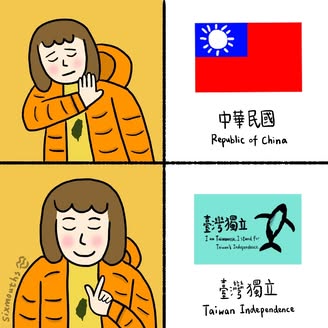 中華民國
Republic of China
臺灣獨立
I am Taiwanese, I stand for
Taiwan's Independence
臺灣獨立
Taiwan Independence
Sixmouths